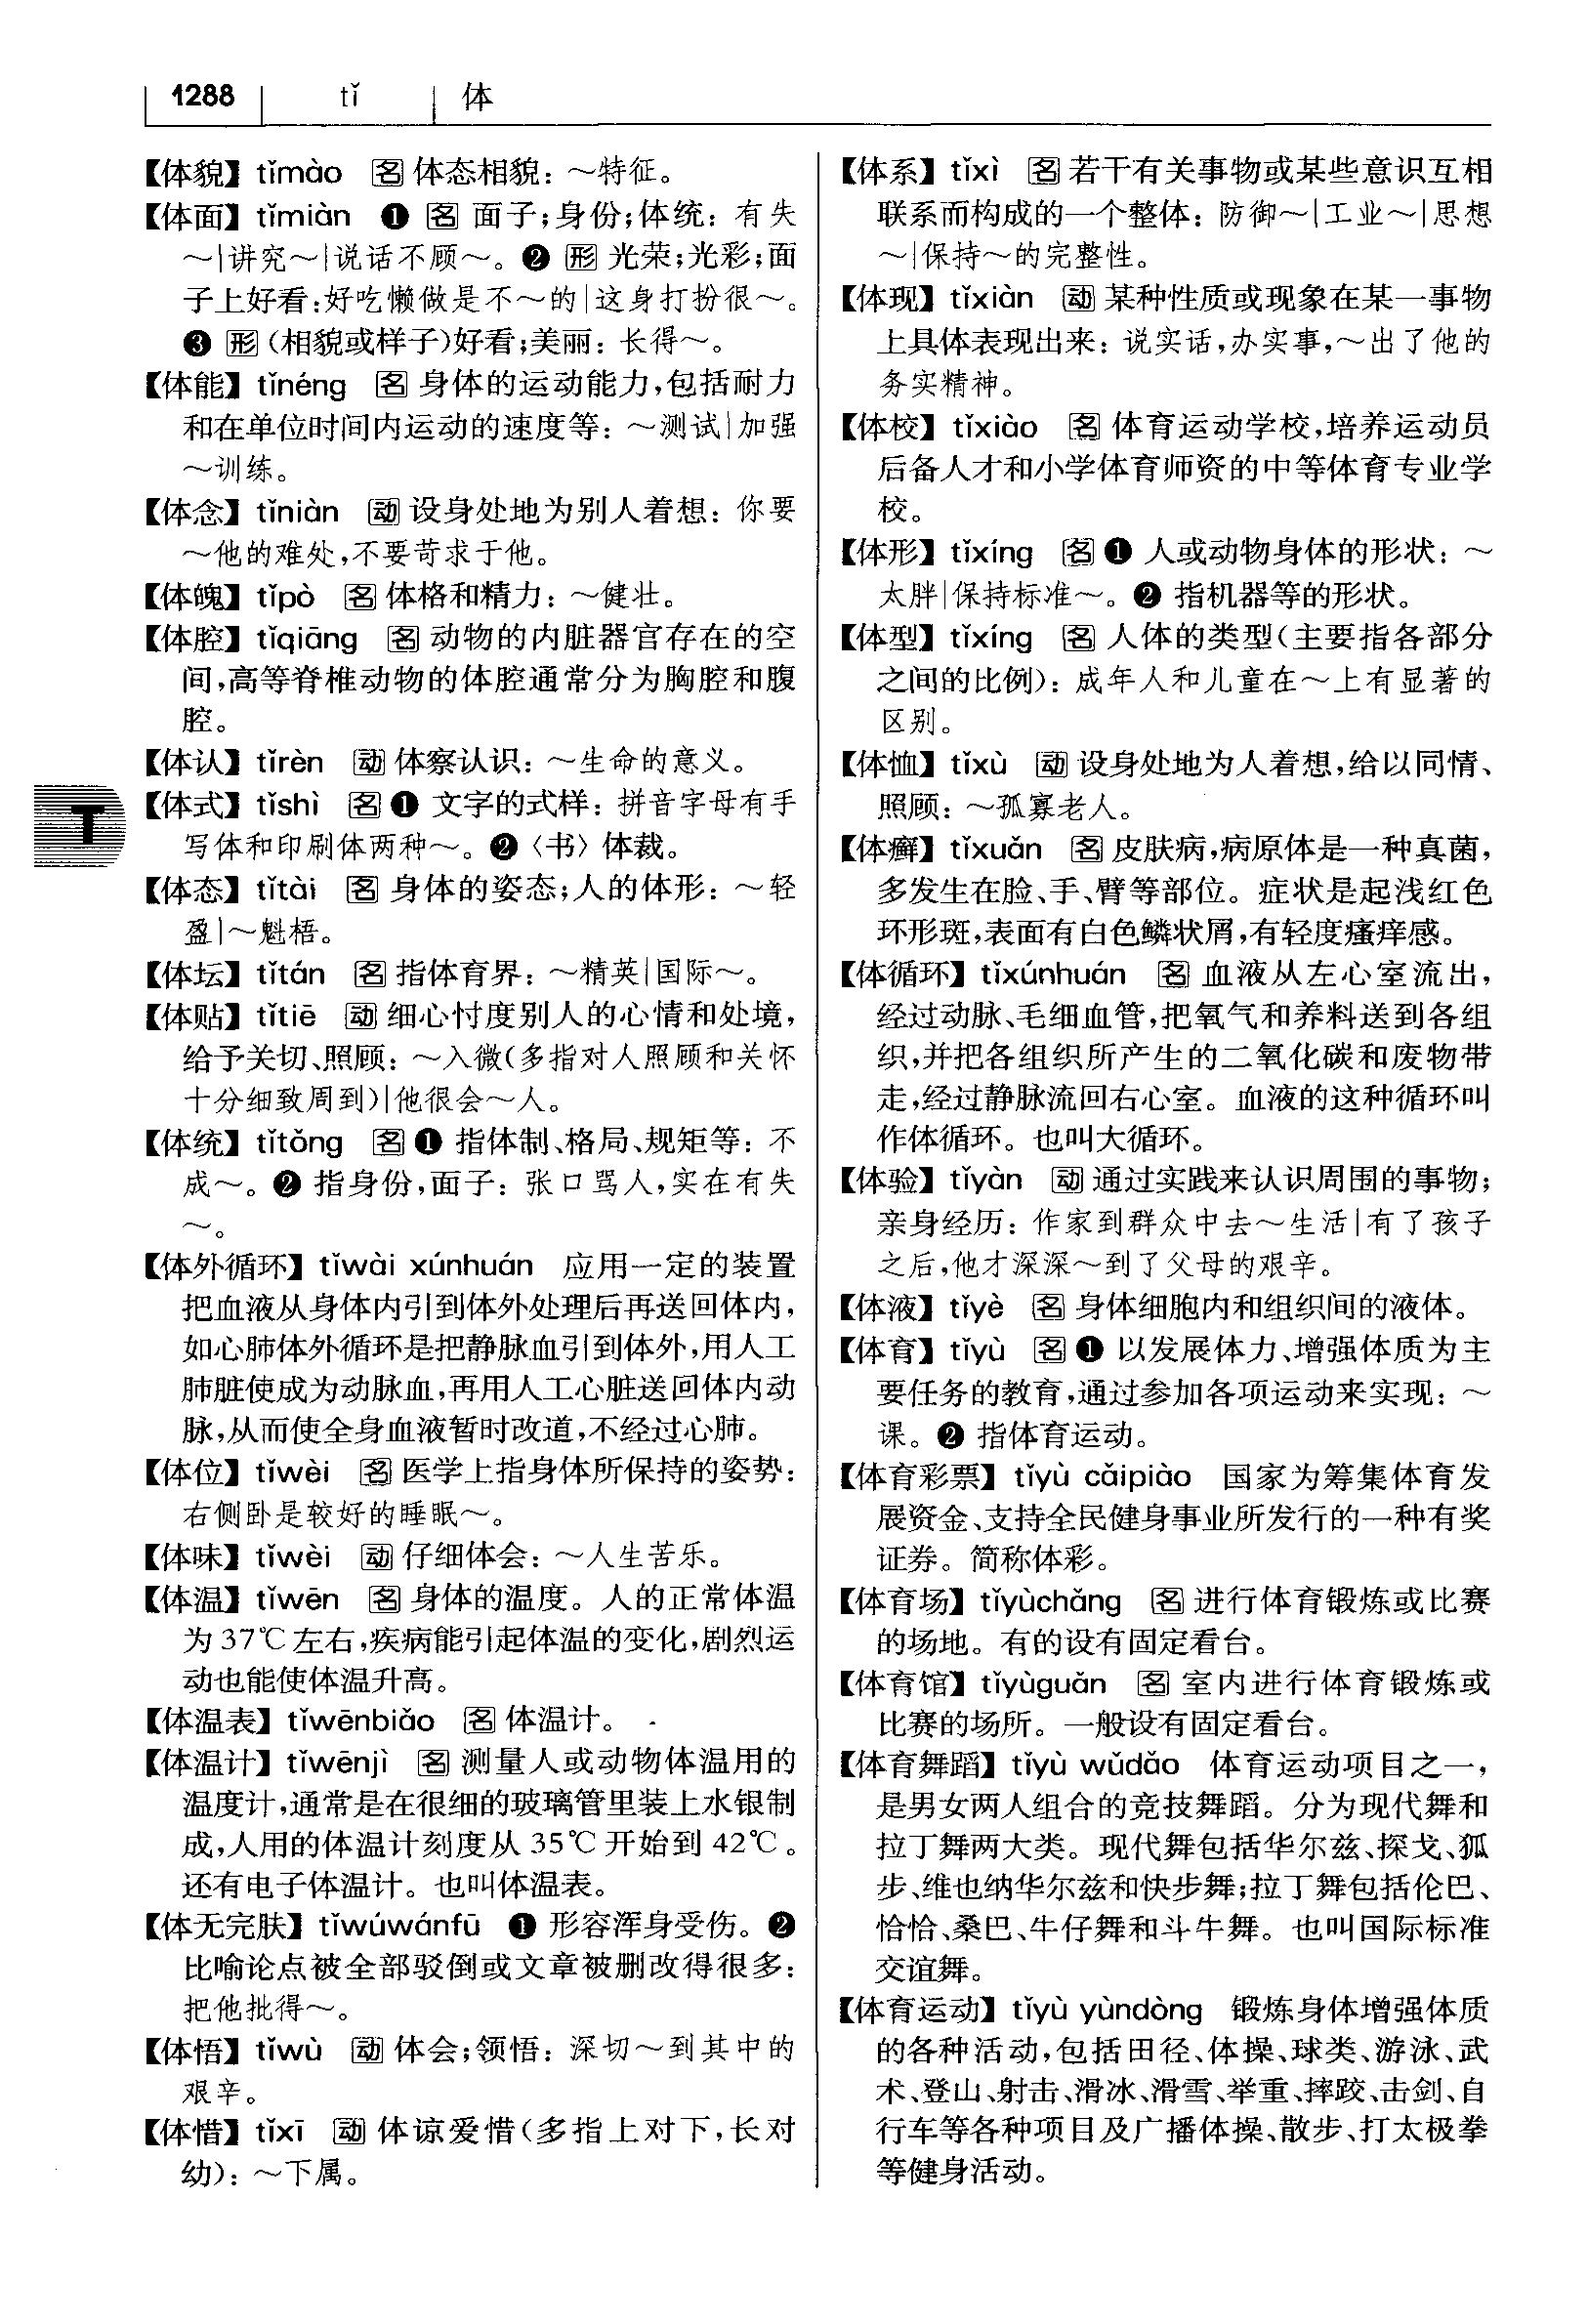 1288 tǐ 体
【体貌】tǐmào 名 体态相貌：～特征。
【体面】tǐmiàn ❶ 名 面子；身份；体统：有失
～|讲究～|说话不顾～。❷ 形 光荣；光彩；面
子上好看：好吃懒做是不～的|这身打扮很～。
❸ 形（相貌或样子）好看；美丽：长得～。
【体能】tǐnéng 名 身体的运动能力，包括耐力
和在单位时间内运动的速度等：～测试|加强
～训练。
【体念】tǐniàn 动 设身处地为别人着想：你要
～他的难处，不要苛求于他。
【体魄】tǐpò 名 体格和精力：～健壮。
【体腔】tǐqiāng 名 动物的内脏器官存在的空
间，高等脊椎动物的体腔通常分为胸腔和腹
腔。
【体认】tǐrèn 动 体察认识：～生命的意义。
T
【体式】tǐshì 名 ❶ 文字的式样：拼音字母有手
写体和印刷体两种～。❷〈书〉体裁。
【体态】tǐtài 名 身体的姿态；人的体形：～轻
盈|～魁梧。
【体坛】tǐtán 名 指体育界：～精英|国际～。
【体贴】tǐtiē 动 细心忖度别人的心情和处境，
给予关切、照顾：～入微（多指对人照顾和关怀
十分细致周到）|他很会～人。
【体统】tǐtǒng 名 ❶ 指体制、格局、规矩等：不
成～。❷ 指身份，面子：张口骂人，实在有失
～。
【体外循环】tǐwài xúnhuán 应用一定的装置
把血液从身体内引到体外处理后再送回体内，
如心肺体外循环是把静脉血引到体外，用人工
肺脏使成为动脉血，再用人工心脏送回体内动
脉，从而使全身血液暂时改道，不经过心肺。
【体位】tǐwèi 名 医学上指身体所保持的姿势：
右侧卧是较好的睡眠～。
【体味】tǐwèi 动 仔细体会：～人生苦乐。
【体温】tǐwēn 名 身体的温度。人的正常体温
为37℃左右，疾病能引起体温的变化，剧烈运
动也能使体温升高。
【体温表】tǐwēnbiǎo 名 体温计。
【体温计】tǐwēnjì 名 测量人或动物体温用的
温度计，通常是在很细的玻璃管里装上水银制
成，人用的体温计刻度从35℃开始到42℃。
还有电子体温计。也叫体温表。
【体无完肤】tǐwúwánfū ❶ 形容浑身受伤。❷
比喻论点被全部驳倒或文章被删改得很多：
把他批得～。
【体悟】tǐwù 动 体会；领悟：深切～到其中的
艰辛。
【体惜】tǐxī 动 体谅爱惜（多指上对下，长对
幼）：～下属。
【体系】tǐxì 名 若干有关事物或某些意识互相
联系而构成的一个整体：防御～|工业～|思想
～|保持～的完整性。
【体现】tǐxiàn 动 某种性质或现象在某一事物
上具体表现出来：说实话，办实事，～出了他的
务实精神。
【体校】tǐxiào 名 体育运动学校，培养运动员
后备人才和小学体育师资的中等体育专业学
校。
【体形】tǐxíng 名 ❶ 人或动物身体的形状：～
太胖|保持标准～。❷ 指机器等的形状。
【体型】tǐxíng 名 人体的类型（主要指各部分
之间的比例）：成年人和儿童在～上有显著的
区别。
【体恤】tǐxù 动 设身处地为人着想，给以同情、
照顾：～孤寡老人。
【体癣】tǐxuǎn 名 皮肤病，病原体是一种真菌，
多发生在脸、手、臂等部位。症状是起浅红色
环形斑，表面有白色鳞状屑，有轻度瘙痒感。
【体循环】tǐxúnhuán 名 血液从左心室流出，
经过动脉、毛细血管，把氧气和养料送到各组
织，并把各组织所产生的二氧化碳和废物带
走，经过静脉流回右心室。血液的这种循环叫
作体循环。也叫大循环。
【体验】tǐyàn 动 通过实践来认识周围的事物；
亲身经历：作家到群众中去～生活|有了孩子
之后，他才深深～到了父母的艰辛。
【体液】tǐyè 名 身体细胞内和组织间的液体。
【体育】tǐyù 名 ❶ 以发展体力、增强体质为主
要任务的教育，通过参加各项运动来实现：～
课。❷ 指体育运动。
【体育彩票】tǐyù cǎipiào 国家为筹集体育发
展资金、支持全民健身事业所发行的一种有奖
证券。简称体彩。
【体育场】tǐyùchǎng 名 进行体育锻炼或比赛
的场地。有的设有固定看台。
【体育馆】tǐyùguǎn 名 室内进行体育锻炼或
比赛的场所。一般设有固定看台。
【体育舞蹈】tǐyù wǔdǎo 体育运动项目之一，
是男女两人组合的竞技舞蹈。分为现代舞和
拉丁舞两大类。现代舞包括华尔兹、探戈、狐
步、维也纳华尔兹和快步舞；拉丁舞包括伦巴、
恰恰、桑巴、牛仔舞和斗牛舞。也叫国际标准
交谊舞。
【体育运动】tǐyù yùndòng 锻炼身体增强体质
的各种活动，包括田径、体操、球类、游泳、武
术、登山、射击、滑冰、滑雪、举重、摔跤、击剑、自
行车等各种项目及广播体操、散步、打太极拳
等健身活动。